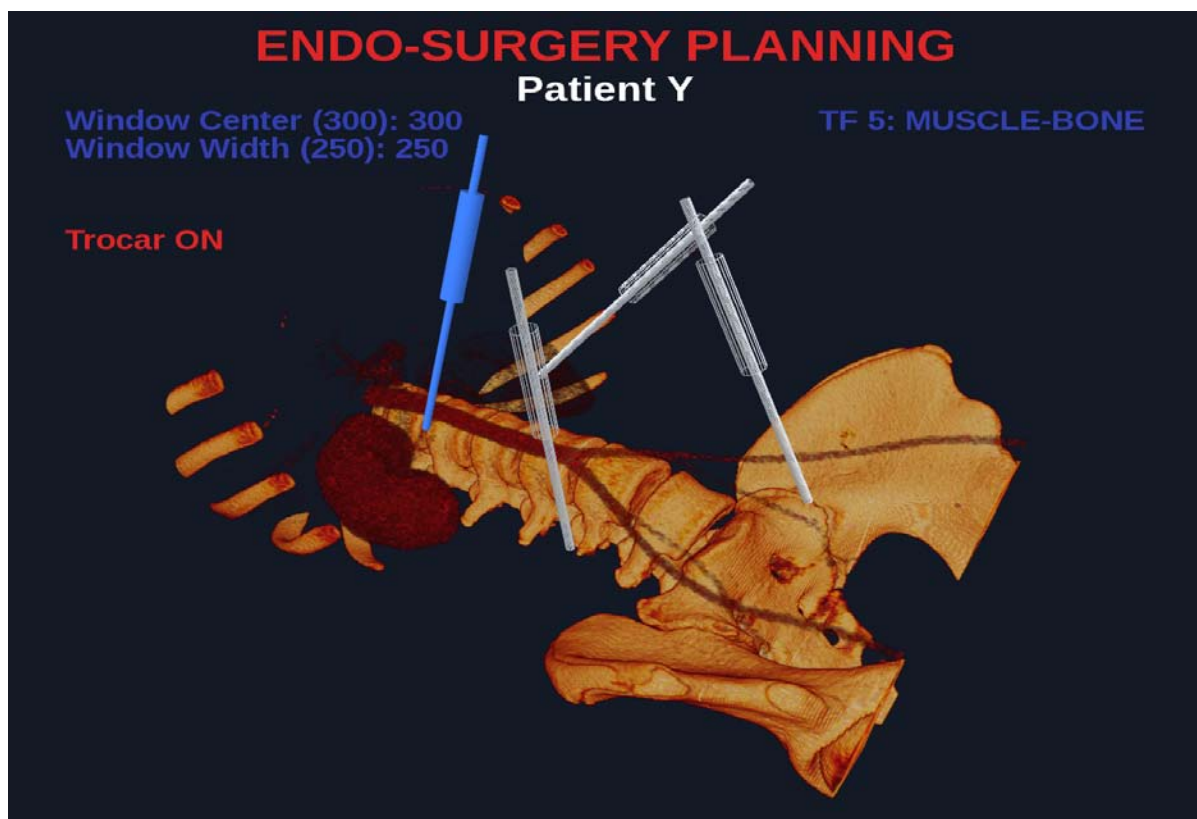 ENDO-SURGERY PLANNING
Patient Y
Window Center (300): 300
Window Width (250): 250
TF 5: MUSCLE-BONE
Trocar ON